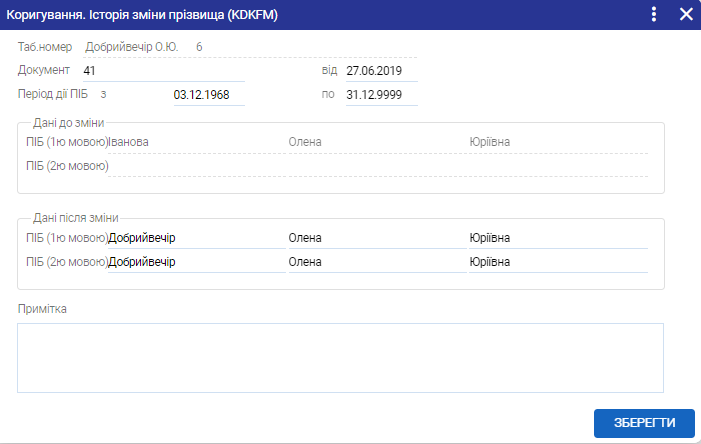 Коригування. Історія зміни прізвища (KDKFM)
Таб.номер Добрийвечір О.Ю. 6
Документ 41 від 27.06.2019
Період дії ПІБ з 03.12.1968 по 31.12.9999
Дані до зміни
ПІБ (1ю мовою) Іванова Олена Юріївна
ПІБ (2ю мовою)
Дані після зміни
ПІБ (1ю мовою) Добрийвечір Олена Юріївна
ПІБ (2ю мовою) Добрийвечір Олена Юріївна
Примітка
ЗБЕРЕГТИ